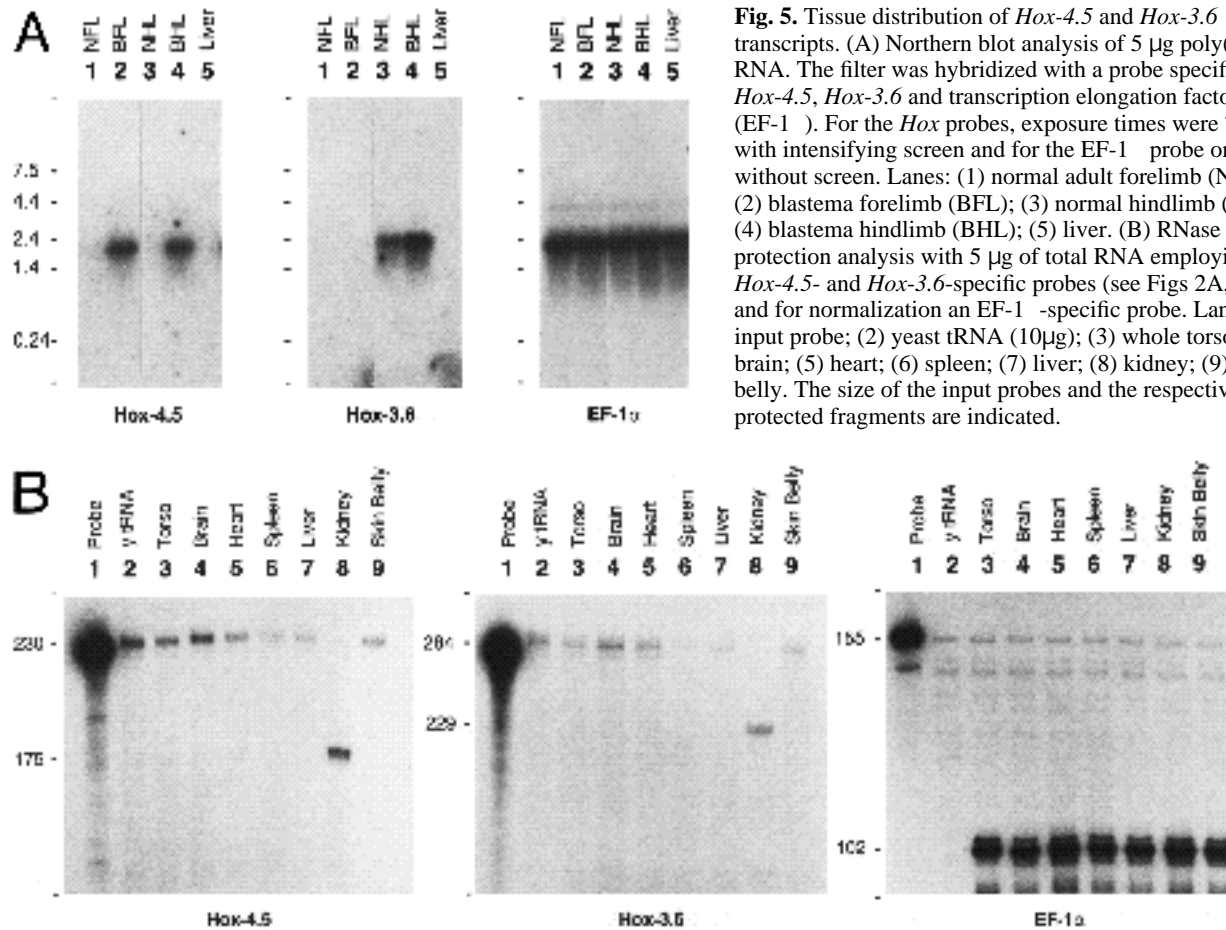 A
NFL BFL NHL BHL Liver
1 2 3 4 5
NFL BFL NHL BHL Liver
1 2 3 4 5
NFL BFL NHL BHL Liver
1 2 3 4 5
7.5 -
4.4 -
2.4 -
1.4 -
0.24-
Hox-4.5
Hox-3.6
EF-1α
Fig. 5. Tissue distribution of Hox-4.5 and Hox-3.6
transcripts. (A) Northern blot analysis of 5 μg poly(
RNA. The filter was hybridized with a probe specif
Hox-4.5, Hox-3.6 and transcription elongation facto
(EF-1 ). For the Hox probes, exposure times were
with intensifying screen and for the EF-1 probe or
without screen. Lanes: (1) normal adult forelimb (N
(2) blastema forelimb (BFL); (3) normal hindlimb (
(4) blastema hindlimb (BHL); (5) liver. (B) RNase
protection analysis with 5 μg of total RNA employi
Hox-4.5- and Hox-3.6-specific probes (see Figs 2A,
and for normalization an EF-1 -specific probe. Lan
input probe; (2) yeast tRNA (10μg); (3) whole torso
brain; (5) heart; (6) spleen; (7) liver; (8) kidney; (9)
belly. The size of the input probes and the respectiv
protected fragments are indicated.
B
Probe y tRNA Torso Brain Heart Spleen Liver Kidney Skin Belly
1 2 3 4 5 6 7 8 9
Probe y tRNA Torso Brain Heart Spleen Liver Kidney Skin Belly
1 2 3 4 5 6 7 8 9
Probe y tRNA Torso Brain Heart Spleen Liver Kidney Skin Belly
1 2 3 4 5 6 7 8 9
230 -
175 -
284 -
229 -
102 -
Hox-4.5
Hox-3.6
EF-1α